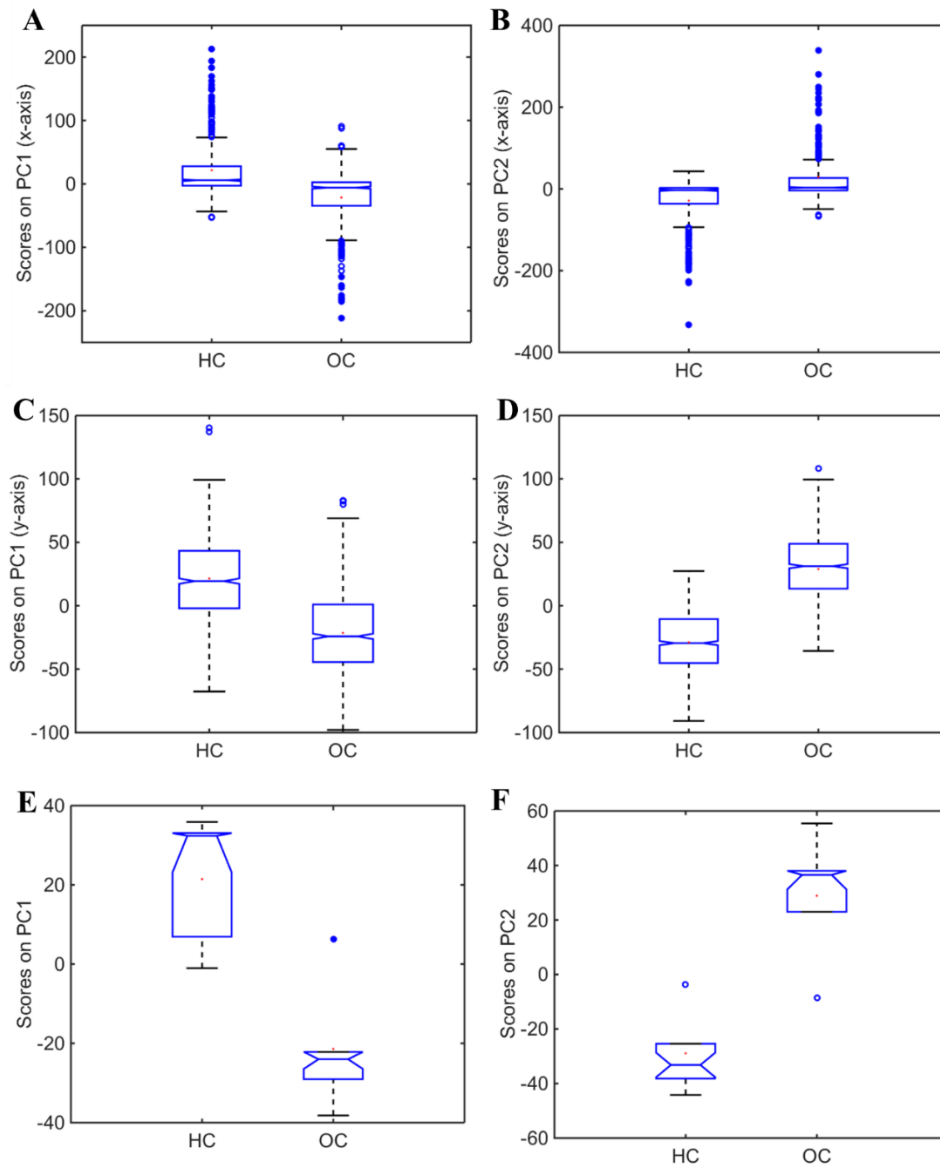 A
Scores on PC1 (x-axis)
200
100
0
-100
-200
HC OC
B
Scores on PC2 (x-axis)
400
200
0
-200
-400
HC OC
C
Scores on PC1 (y-axis)
150
100
50
0
-50
-100
HC OC
D
Scores on PC2 (y-axis)
150
100
50
0
-50
-100
HC OC
E
Scores on PC1
40
20
0
-20
-40
HC OC
F
Scores on PC2
60
40
20
0
-20
-40
-60
HC OC